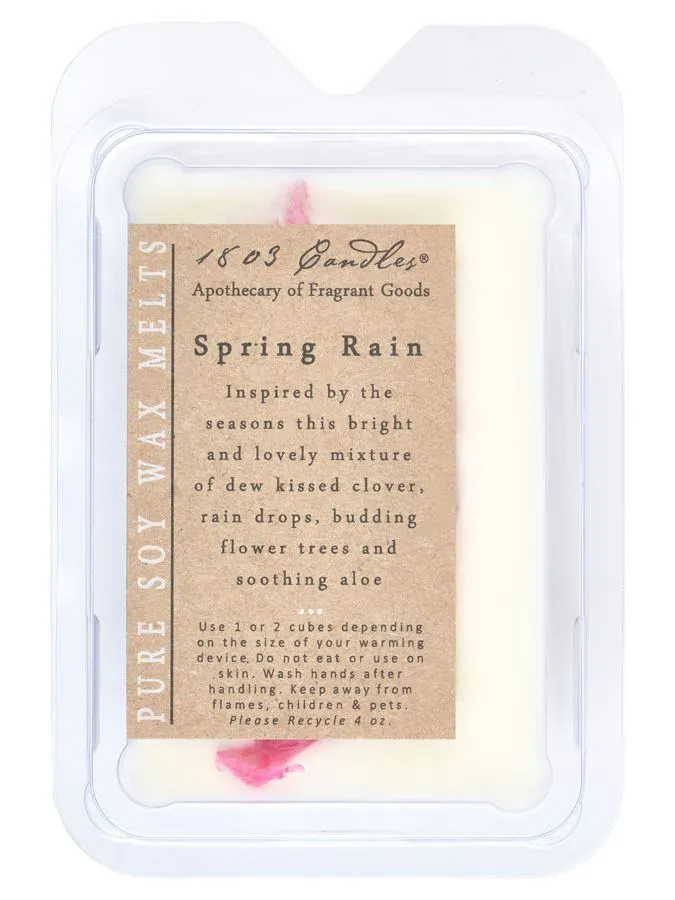 PURE SOY WAX MELTS
1803 Candles®
Apothecary of Fragrant Goods
Spring Rain
Inspired by the
seasons this bright
and lovely mixture
of dew kissed clover,
rain drops, budding
flower trees and
soothing aloe
Use 1 or 2 cubes depending
on the size of your warming
device. Do not eat or use on
skin. Wash hands after
handling. Keep away from
flames, children & pets.
Please Recycle 4 oz.